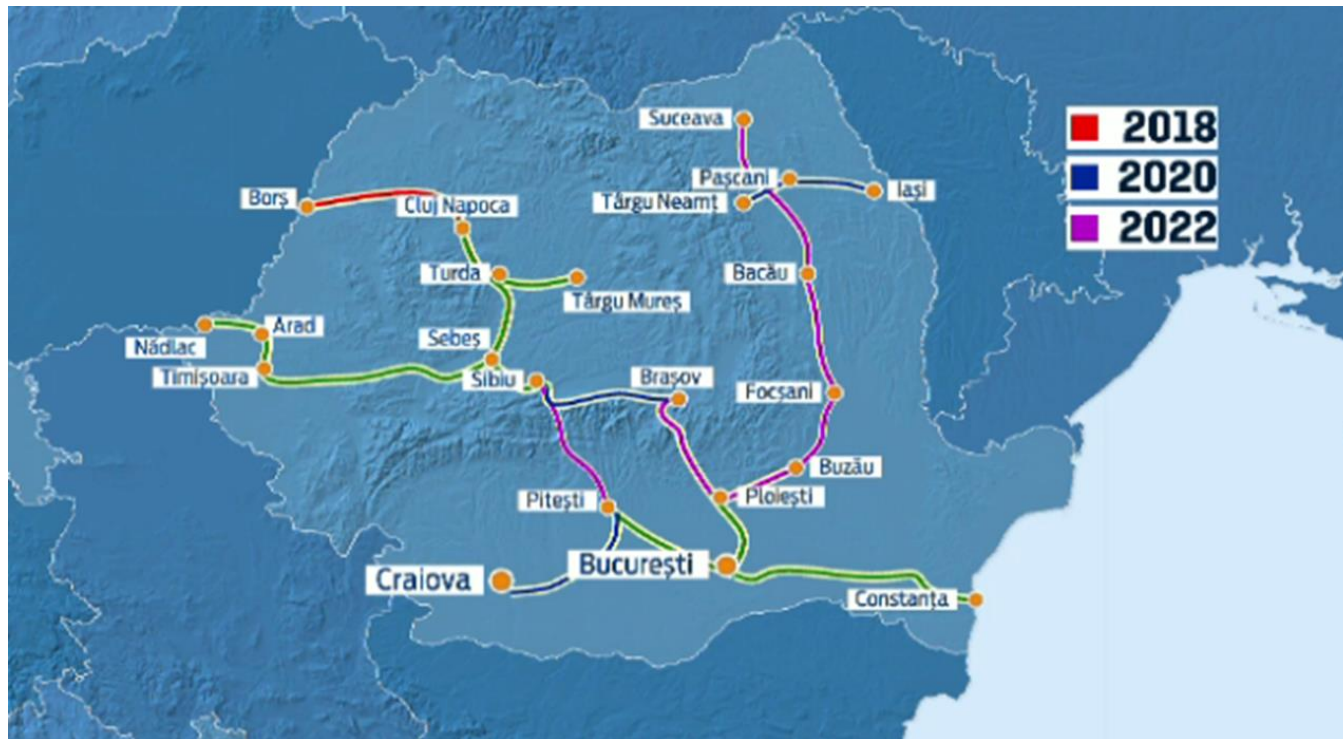 Suceava
2018
Pașcani
2020
Borș
Târgu Neamț
Iași
Cluj Napoca
2022
Turda
Bacău
Târgu Mureș
Arad
Nădlac
Sebeș
Timișoara
Sibiu
Brașov
Focșani
Buzău
Pitești
Ploiești
București
Craiova
Constanța